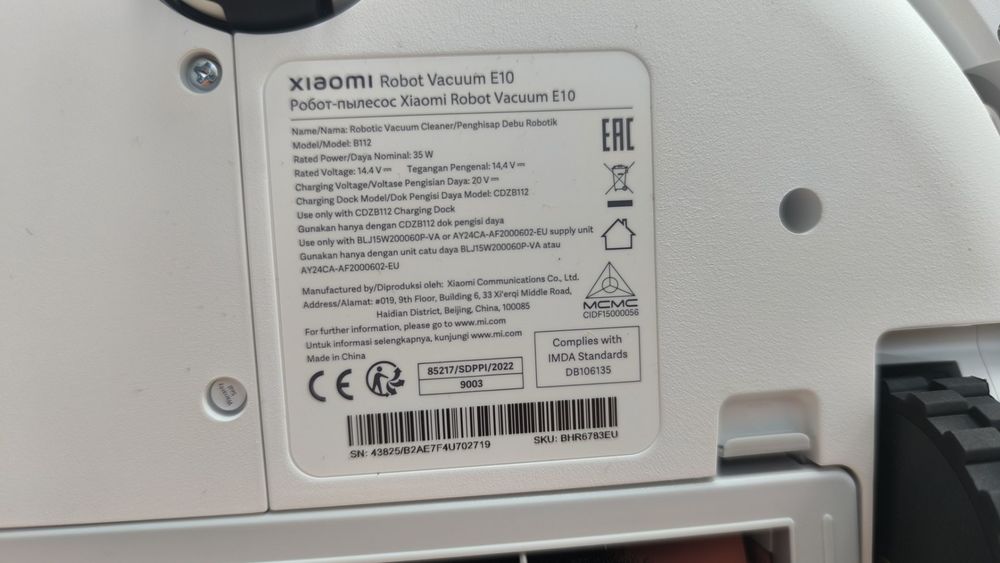 xiaomi Robot Vacuum E10
Робот-пылесос Xiaomi Robot Vacuum E10
Name/Nama: Robotic Vacuum Cleaner/Penghisap Debu Robotik
Model/Model: B112
Rated Power/Daya Nominal: 35 W
Rated Voltage: 14.4 V⎓ Tegangan Pengenal: 14,4 V⎓
Charging Voltage/Voltase Pengisian Daya: 20 V⎓
Charging Dock Model/Dok Pengisi Daya Model: CDZB112
Use only with CDZB112 Charging Dock
Gunakan hanya dengan CDZB112 dok pengisi daya
Use only with BLJ15W200060P-VA or AY24CA-AF2000602-EU supply unit
Gunakan hanya dengan unit catu daya BLJ15W200060P-VA atau
AY24CA-AF2000602-EU
Manufactured by/Diproduksi oleh: Xiaomi Communications Co., Ltd.
Address/Alamat: #019, 9th Floor, Building 6, 33 Xi'erqi Middle Road,
Haidian District, Beijing, China, 100085
For further information, please go to www.mi.com
Untuk informasi selengkapnya, kunjungi www.mi.com
Made in China
EAC
MCMC
CIDF15000056
CE
85217/SDPPI/2022
9003
Complies with
IMDA Standards
DB106135
SN: 43825/B2AE7F4U702719
SKU: BHR6783EU